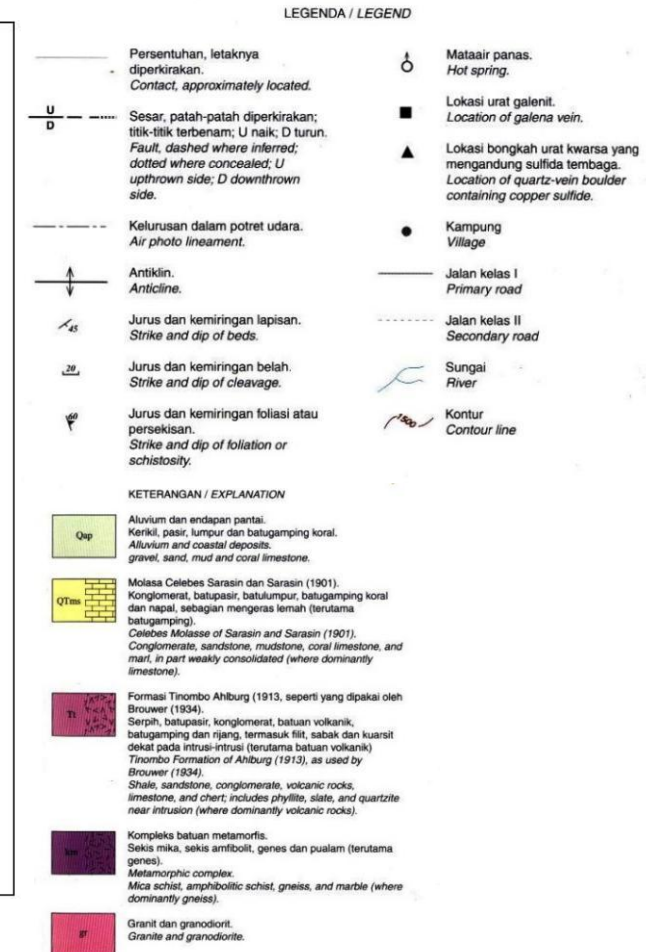 LEGENDA / LEGEND
Persentuhan, letaknya
diperkirakan.
Contact, approximately located.
U
D
Sesar, patah-patah diperkirakan;
titik-titik terbenam; U naik; D turun.
Fault, dashed where inferred;
dotted where concealed; U
upthrown side; D downthrown
side.
Kelurusan dalam potret udara.
Air photo lineament.
Antiklin.
Anticline.
45
Jurus dan kemiringan lapisan.
Strike and dip of beds.
20
Jurus dan kemiringan belah.
Strike and dip of cleavage.
60
Jurus dan kemiringan foliasi atau
persekisan.
Strike and dip of foliation or
schistosity.
Mataair panas.
Hot spring.
Lokasi urat galenit.
Location of galena vein.
Lokasi bongkah urat kwarsa yang
mengandung sulfida tembaga.
Location of quartz-vein boulder
containing copper sulfide.
Kampung
Village
Jalan kelas I
Primary road
Jalan kelas II
Secondary road
Sungai
River
1500
Kontur
Contour line
KETERANGAN / EXPLANATION
Qap
Aluvium dan endapan pantai.
Kerikil, pasir, lumpur dan batugamping koral.
Alluvium and coastal deposits.
gravel, sand, mud and coral limestone.
QTms
Molasa Celebes Sarasin dan Sarasin (1901).
Konglomerat, batupasir, batulumpur, batugamping koral
dan napal, sebagian mengeras lemah (terutama
batugamping).
Celebes Molasse of Sarasin and Sarasin (1901).
Conglomerate, sandstone, mudstone, coral limestone, and
marl, in part weakly consolidated (where dominantly
limestone).
Tt
Formasi Tinombo Ahlburg (1913, seperti yang dipakai oleh
Brouwer (1934).
Serpih, batupasir, konglomerat, batuan volkanik,
batugamping dan rijang, termasuk filit, sabak dan kuarsit
dekat pada intrusi-intrusi (terutama batuan volkanik)
Tinombo Formation of Ahlburg (1913), as used by
Brouwer (1934).
Shale, sandstone, conglomerate, volcanic rocks,
limestone, and chert; includes phyllite, slate, and quartzite
near intrusion (where dominantly volcanic rocks).
km
Kompleks batuan metamorfis.
Sekis mika, sekis amfibolit, genes dan pualam (terutama
genes).
Metamorphic complex.
Mica schist, amphibolitic schist, gneiss, and marble (where
dominantly gneiss).
gr
Granit dan granodiorit.
Granite and granodiorite.